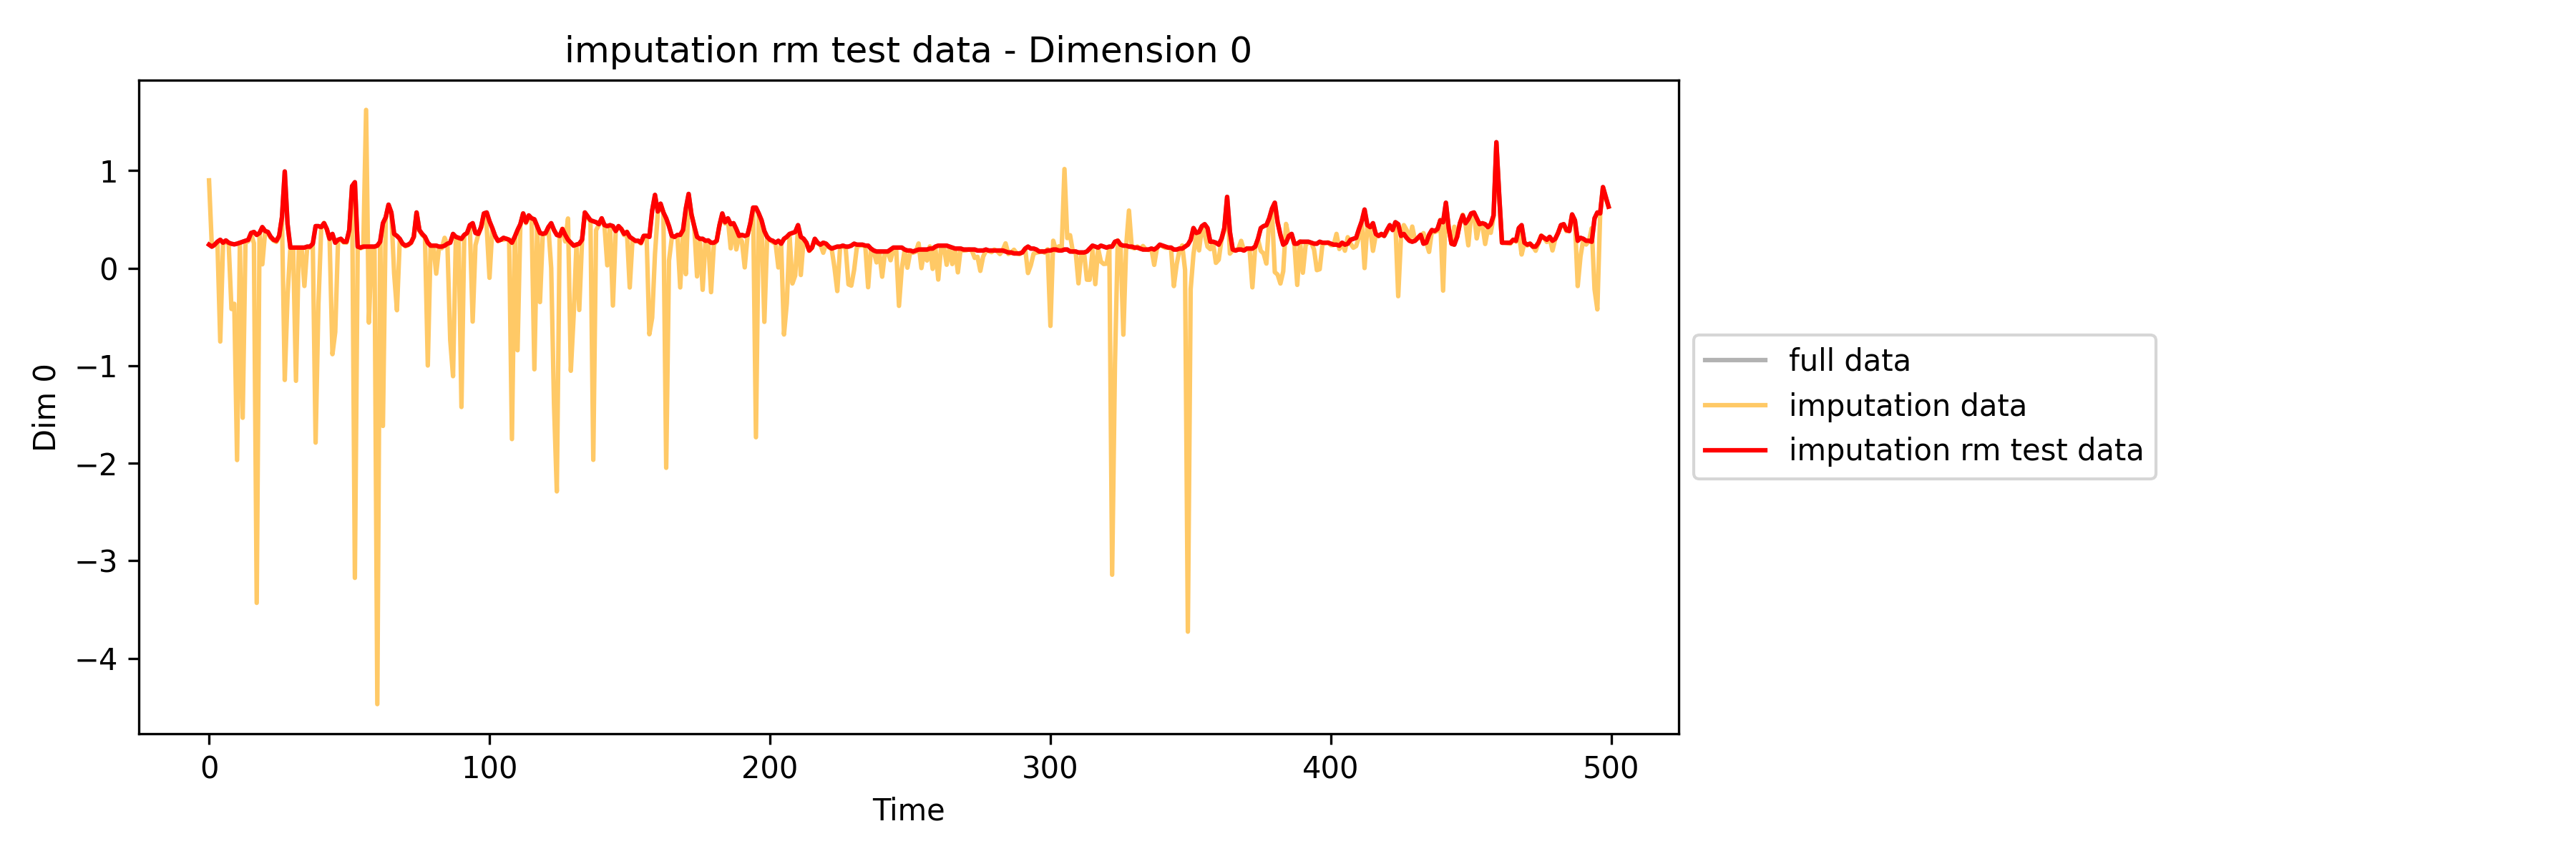 imputation rm test data - Dimension 0
1
0
−1
−2
−3
−4
Dim 0
0 100 200 300 400 500
Time
full data
imputation data
imputation rm test data